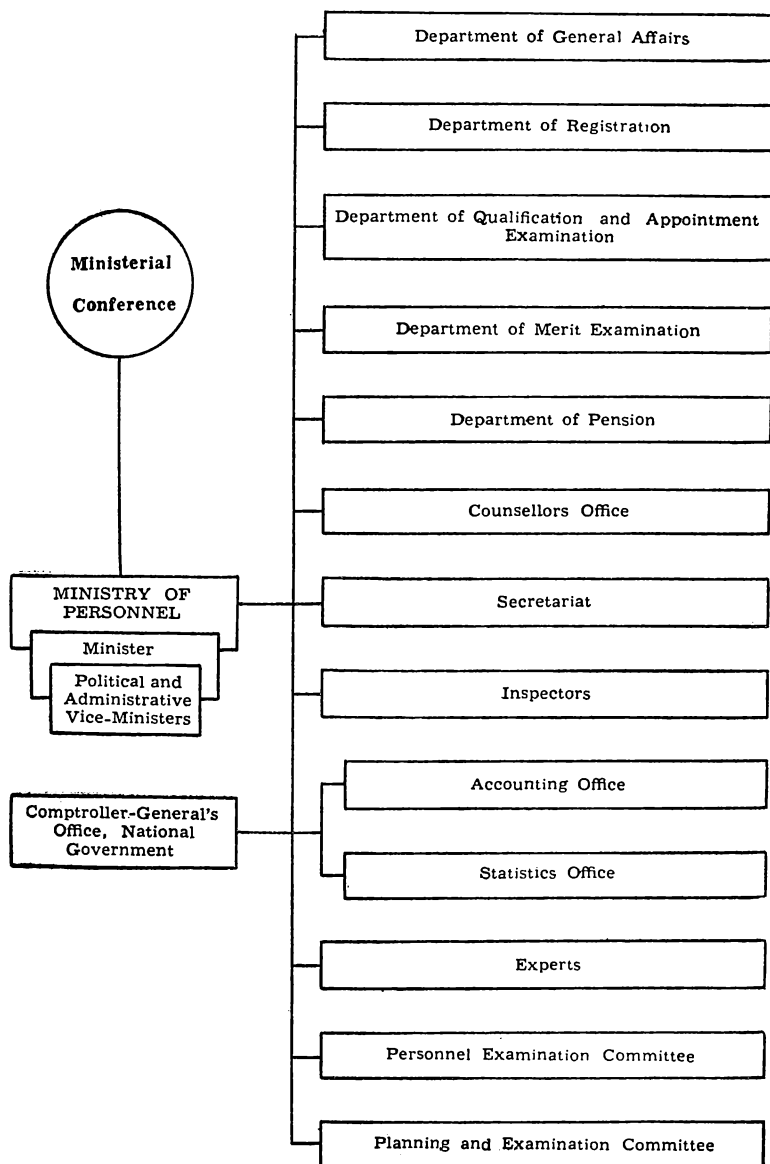 Department of General Affairs
Department of Registration
Department of Qualification and Appointment
Examination
Ministerial
Conference
Department of Merit Examination
Department of Pension
Counsellors Office
MINISTRY OF
PERSONNEL
Minister
Political and
Administrative
Vice-Ministers
Secretariat
Inspectors
Comptroller-General's
Office, National
Government
Accounting Office
Statistics Office
Experts
Personnel Examination Committee
Planning and Examination Committee